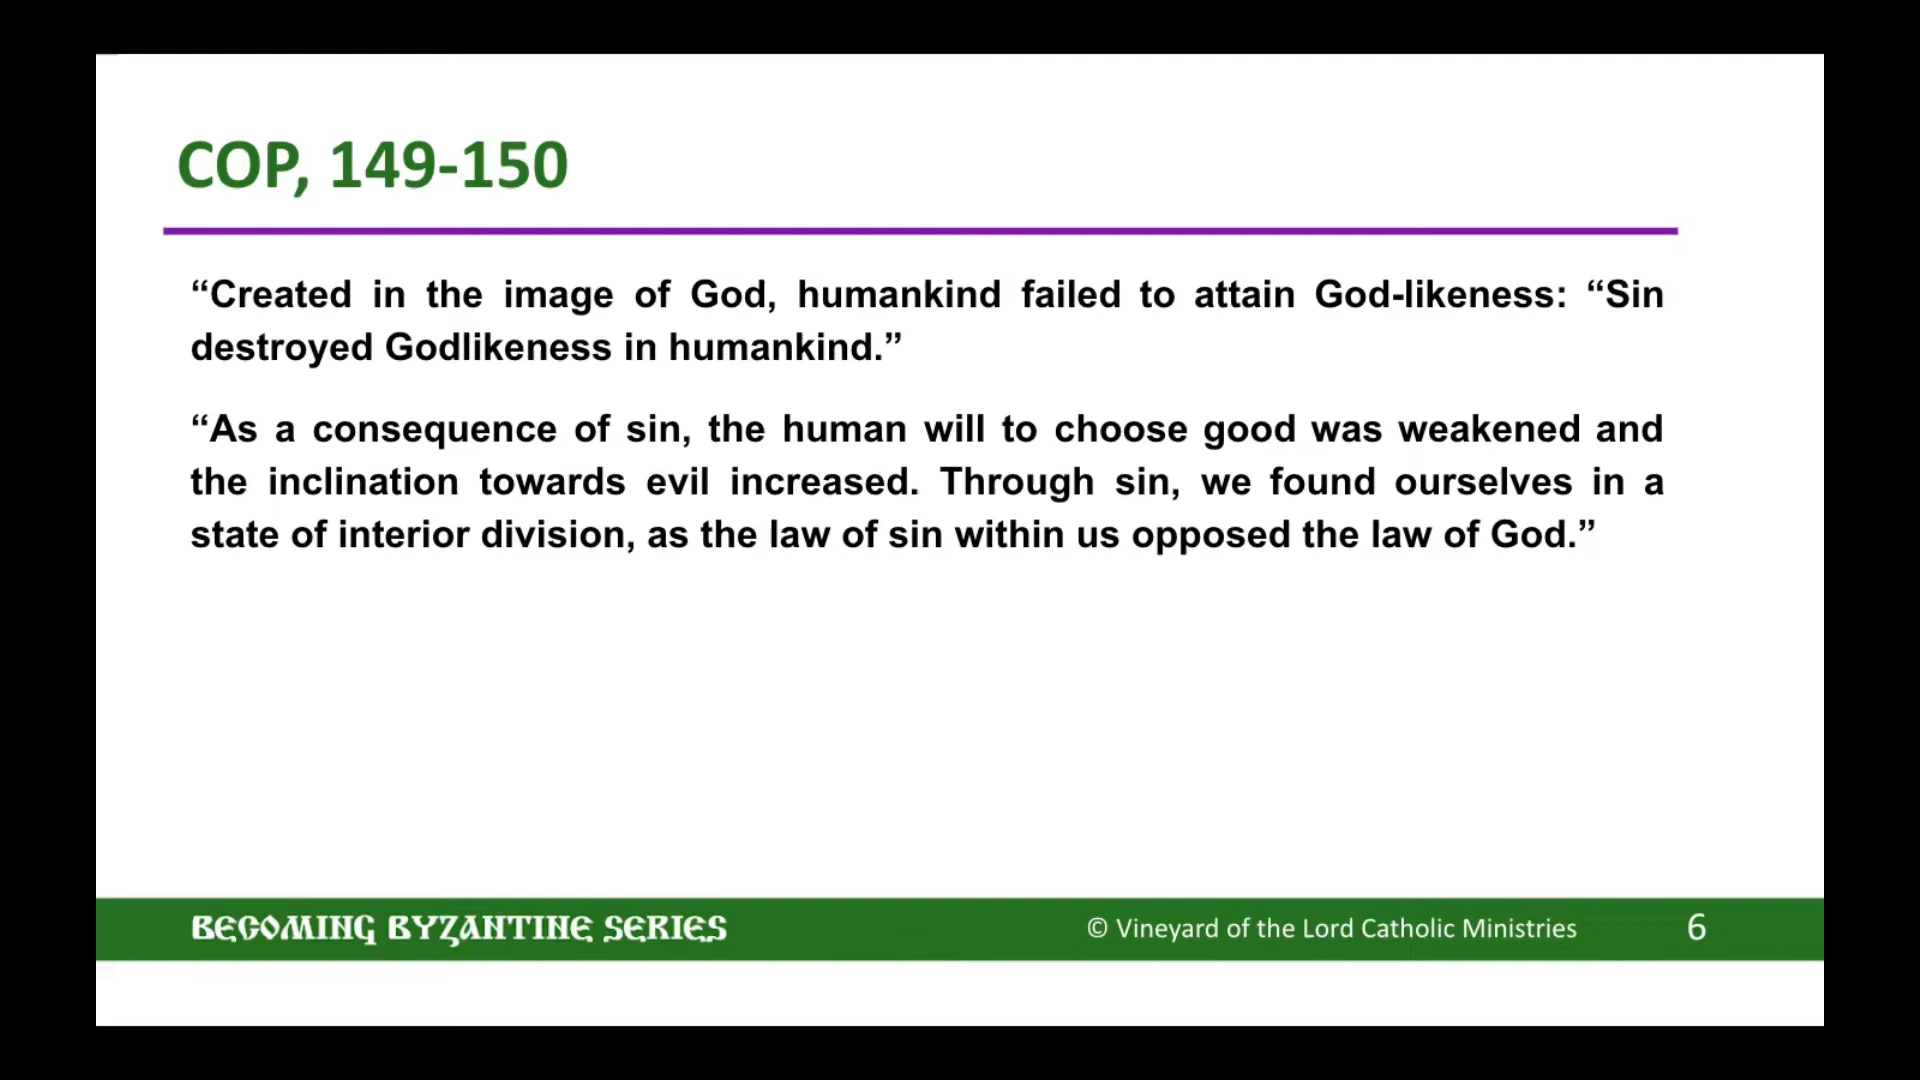 COP, 149-150
“Created in the image of God, humankind failed to attain God-likeness: “Sin
destroyed Godlikeness in humankind.”
“As a consequence of sin, the human will to choose good was weakened and
the inclination towards evil increased. Through sin, we found ourselves in a
state of interior division, as the law of sin within us opposed the law of God.”
BECOMING BYZANTINE SERIES
© Vineyard of the Lord Catholic Ministries
6